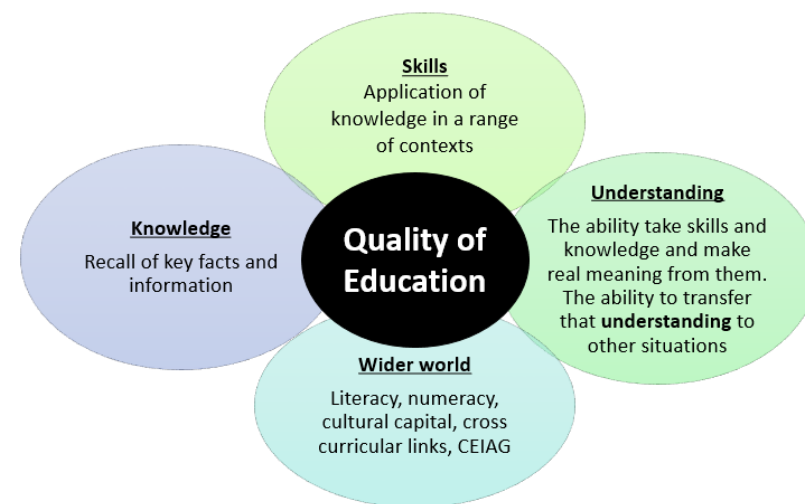 Skills
Application of
knowledge in a range
of contexts
Knowledge
Recall of key facts and
information
Quality of
Education
Understanding
The ability take skills and
knowledge and make
real meaning from them.
The ability to transfer
that understanding to
other situations
Wider world
Literacy, numeracy,
cultural capital, cross
curricular links, CEIAG